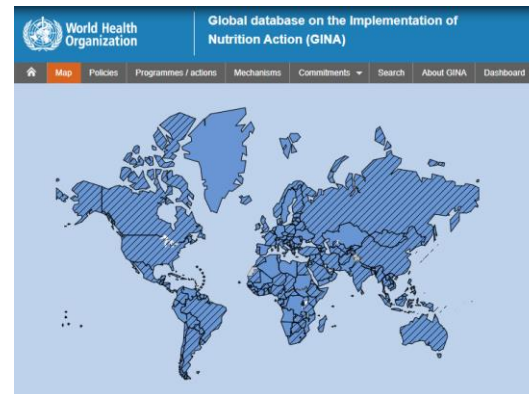 World Health
Organization
Global database on the Implementation of
Nutrition Action (GINA)
Map Policies Programmes / actions Mechanisms Commitments Search About GINA Dashboard